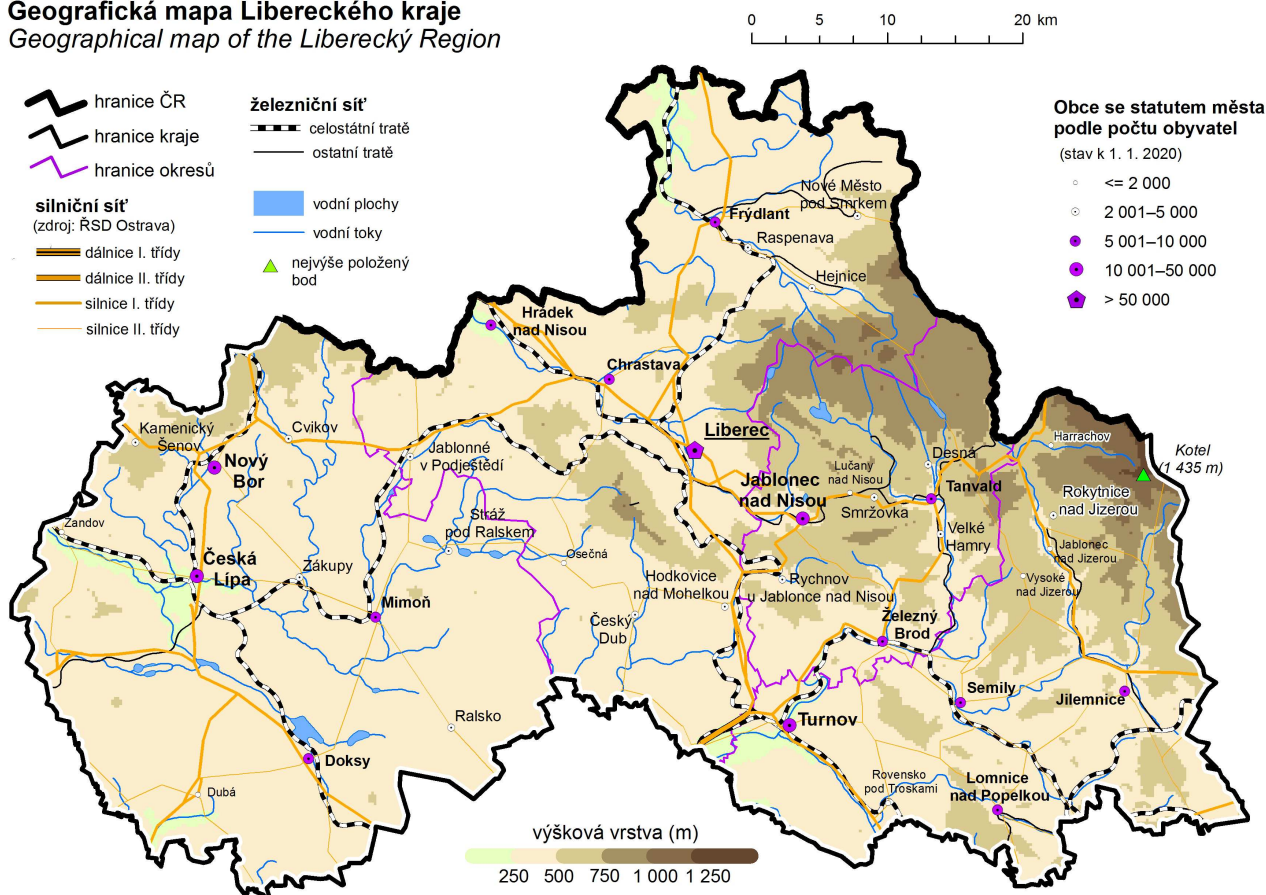 Geografická mapa Libereckého kraje
Geographical map of the Liberecký Region
0 5 10 20 km
hranice ČR
hranice kraje
hranice okresů
silniční síť
(zdroj: ŘSD Ostrava)
dálnice I. třídy
dálnice II. třídy
silnice I. třídy
silnice II. třídy
železniční síť
celostátní tratě
ostatní tratě
vodní plochy
vodní toky
nejvýše položený
bod
Obce se statutem města
podle počtu obyvatel
(stav k 1. 1. 2020)
<= 2 000
2 001–5 000
5 001–10 000
10 001–50 000
> 50 000
Nové Město
pod Smrkem
Frýdlant
Raspenava
Hejnice
Hrádek
nad Nisou
Chrastava
Kamenický
Šenov
Cvikov
Nový
Bor
Jablonné
v Podještědí
Liberec
Harrachov
Kotel
(1 435 m)
Desná
Lučany
nad Nisou
Jablonec
nad Nisou
Tanvald
Smržovka
Rokytnice
nad Jizerou
Stráž
pod Ralskem
Žandov
Velké
Hamry
Osečná
Jablonec
nad Jizerou
Česká
Lípa
Zákupy
Hodkovice
nad Mohelkou
Rychnov
u Jablonce nad Nisou
Vysoké
nad Jizerou
Mimoň
Český
Dub
Železný
Brod
Semily
Jilemnice
Ralsko
Turnov
Doksy
Dubá
Rovensko
pod Troskami
Lomnice
nad Popelkou
výšková vrstva (m)
250 500 750 1 000 1 250